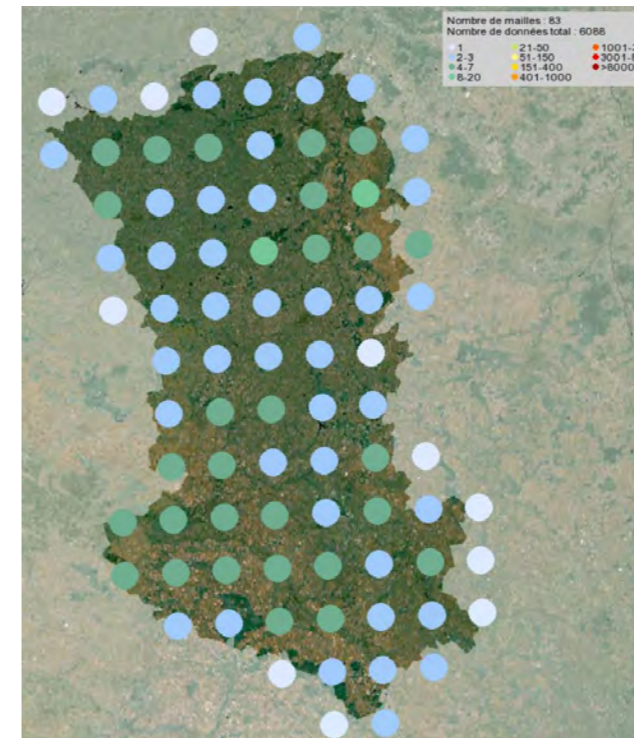 Nombre de mailles : 83
Nombre de données total : 6088
1 21-50
2-3 51-150 3001-
4-7 151-400 >8000
8-20 401-1000